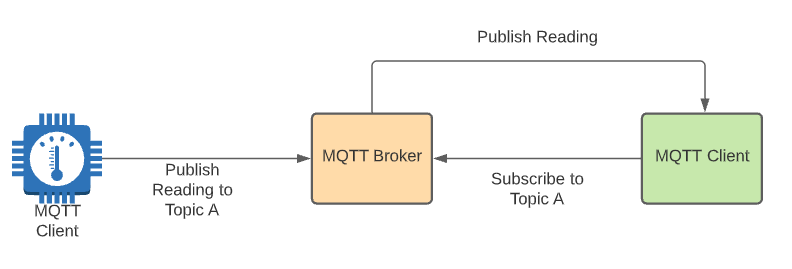 Publish Reading
MQTT Broker
MQTT Client
Publish
Reading to
Topic A
Subscribe to
Topic A
MQTT
Client